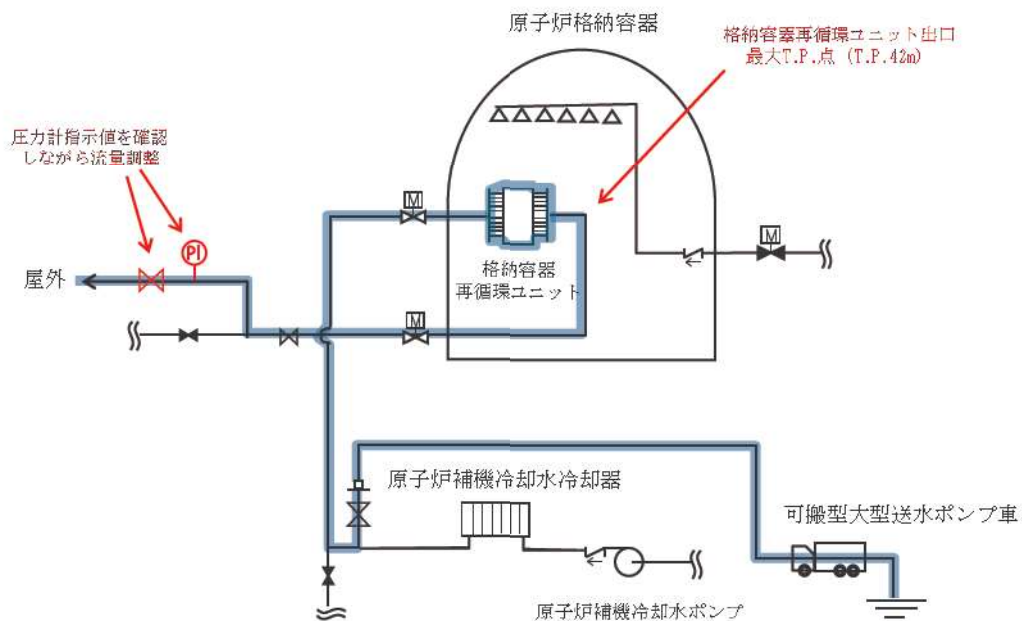 原子炉格納容器
格納容器再循環ユニット出口
最大T.P.点 (T.P.42m)
圧力計指示値を確認
しながら流量調整
M
M
PI
屋外
格納容器
再循環ユニット
M
原子炉補機冷却水冷却器
可搬型大型送水ポンプ車
原子炉補機冷却水ポンプ